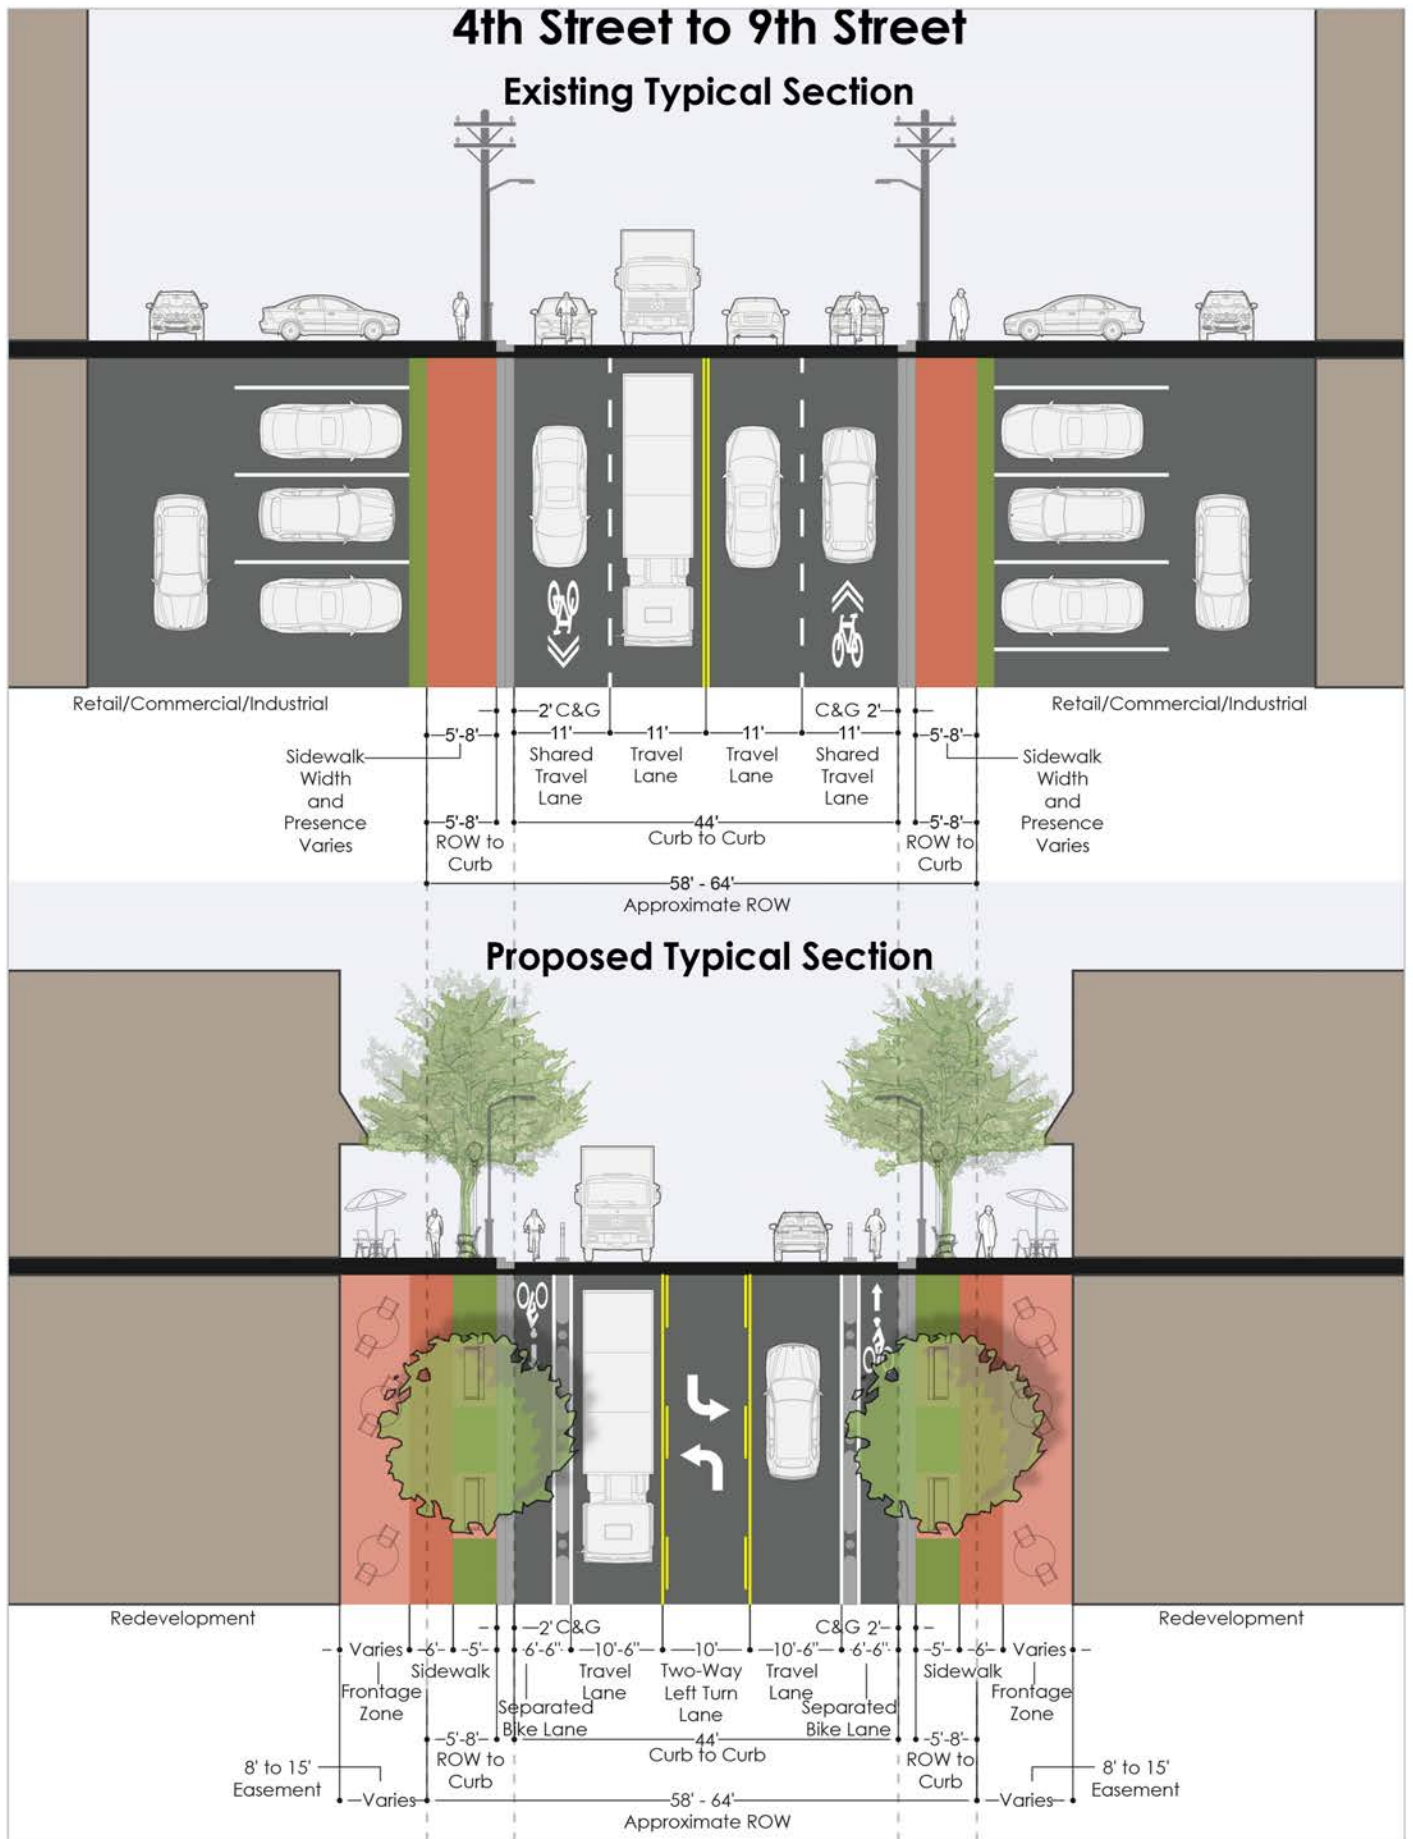 4th Street to 9th Street
Existing Typical Section
Retail/Commercial/Industrial
Retail/Commercial/Industrial
2' C&G
C&G 2'
5'-8'
11'
11'
11'
11'
5'-8'
Sidewalk
Width
and
Presence
Varies
Shared
Travel
Lane
Travel
Lane
Travel
Lane
Shared
Travel
Lane
Sidewalk
Width
and
Presence
Varies
5'-8'
ROW to
Curb
44'
Curb to Curb
5'-8'
ROW to
Curb
58' - 64'
Approximate ROW
Proposed Typical Section
Redevelopment
Redevelopment
2' C&G
C&G 2'
Varies
6'
5'
6'-6"
10'-6"
10'
10'-6"
6'-6"
5'
6'
Varies
Frontage
Zone
Sidewalk
Separated
Bike Lane
Travel
Lane
Two-Way
Left Turn
Lane
Travel
Lane
Separated
Bike Lane
Sidewalk
Frontage
Zone
5'-8'
ROW to
Curb
44'
Curb to Curb
5'-8'
ROW to
Curb
8' to 15'
Easement
8' to 15'
Easement
Varies
58' - 64'
Approximate ROW
Varies